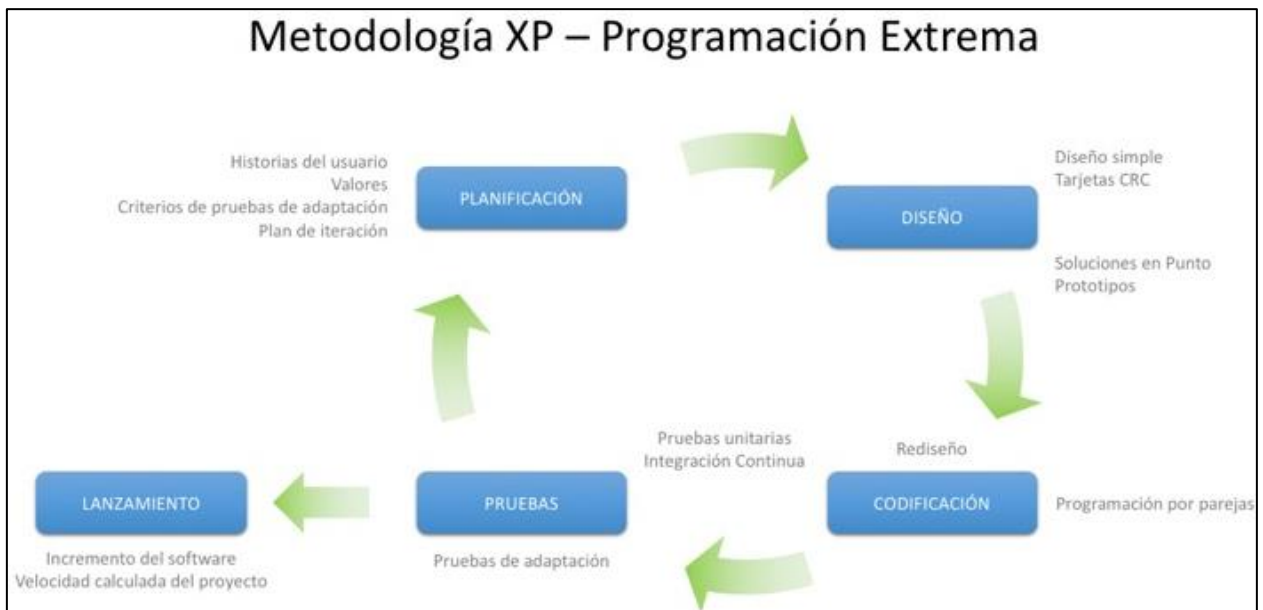 Metodología XP – Programación Extrema
Historias del usuario
Valores
Criterios de pruebas de adaptación
Plan de iteración
PLANIFICACIÓN
DISEÑO
Diseño simple
Tarjetas CRC
Soluciones en Punto
Prototipos
Rediseño
CODIFICACIÓN
Programación por parejas
Pruebas unitarias
Integración Continua
PRUEBAS
Pruebas de adaptación
LANZAMIENTO
Incremento del software
Velocidad calculada del proyecto